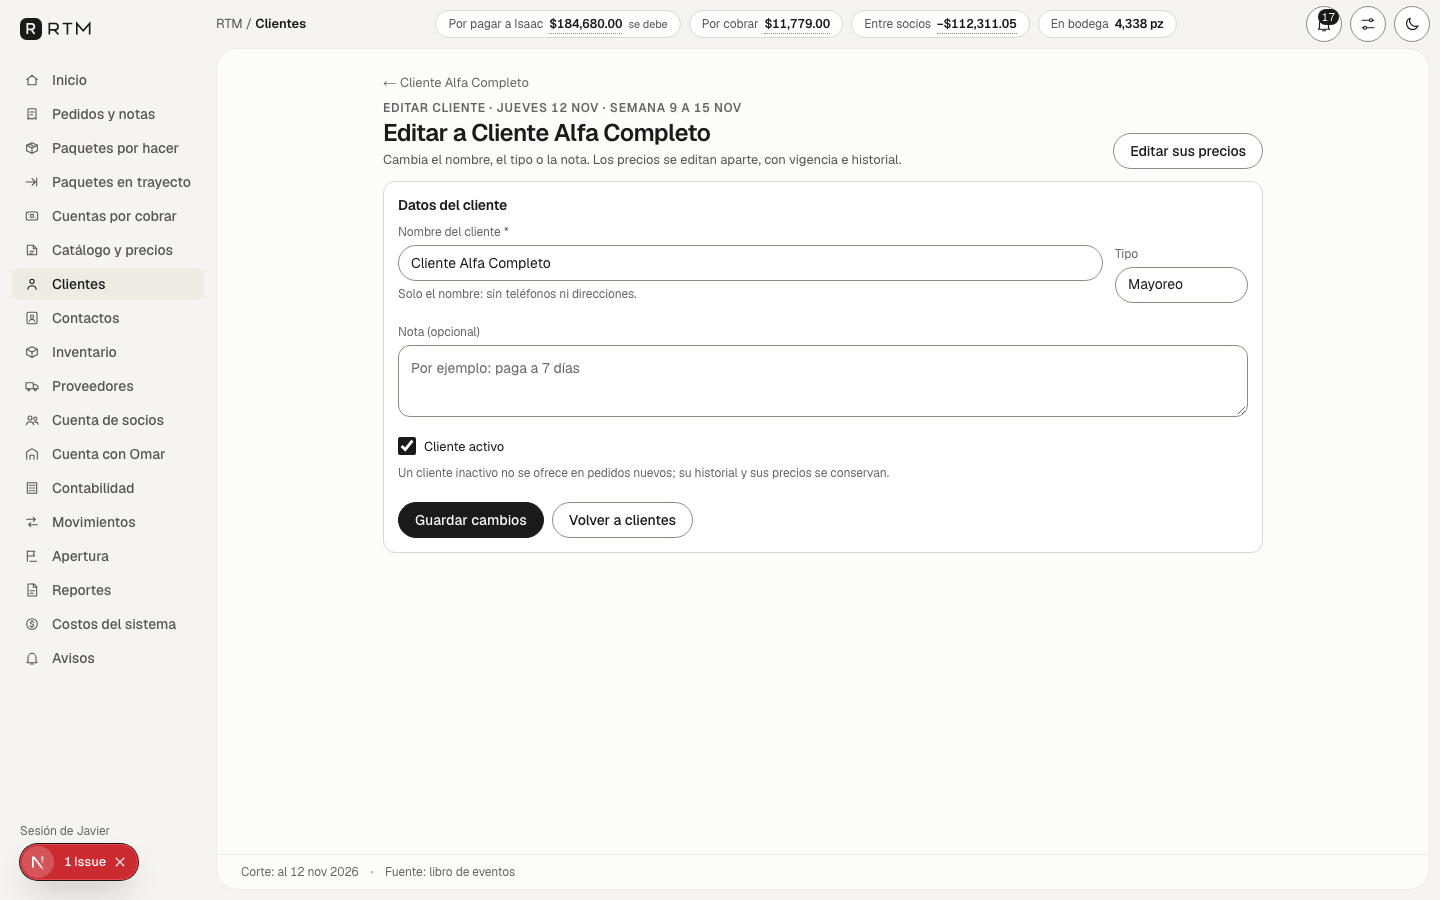 R RTM
RTM / Clientes
Por pagar a Isaac $184,680.00 se debe
Por cobrar $11,779.00
Entre socios −$112,311.05
En bodega 4,338 pz
17
Inicio
Pedidos y notas
Paquetes por hacer
Paquetes en trayecto
Cuentas por cobrar
Catálogo y precios
Clientes
Contactos
Inventario
Proveedores
Cuenta de socios
Cuenta con Omar
Contabilidad
Movimientos
Apertura
Reportes
Costos del sistema
Avisos
Sesión de Javier
N 1 Issue
← Cliente Alfa Completo
EDITAR CLIENTE · JUEVES 12 NOV · SEMANA 9 A 15 NOV
Editar a Cliente Alfa Completo
Cambia el nombre, el tipo o la nota. Los precios se editan aparte, con vigencia e historial.
Editar sus precios
Datos del cliente
Nombre del cliente *
Cliente Alfa Completo
Solo el nombre: sin teléfonos ni direcciones.
Tipo
Mayoreo
Nota (opcional)
Por ejemplo: paga a 7 días
Cliente activo
Un cliente inactivo no se ofrece en pedidos nuevos; su historial y sus precios se conservan.
Guardar cambios
Volver a clientes
Corte: al 12 nov 2026 · Fuente: libro de eventos